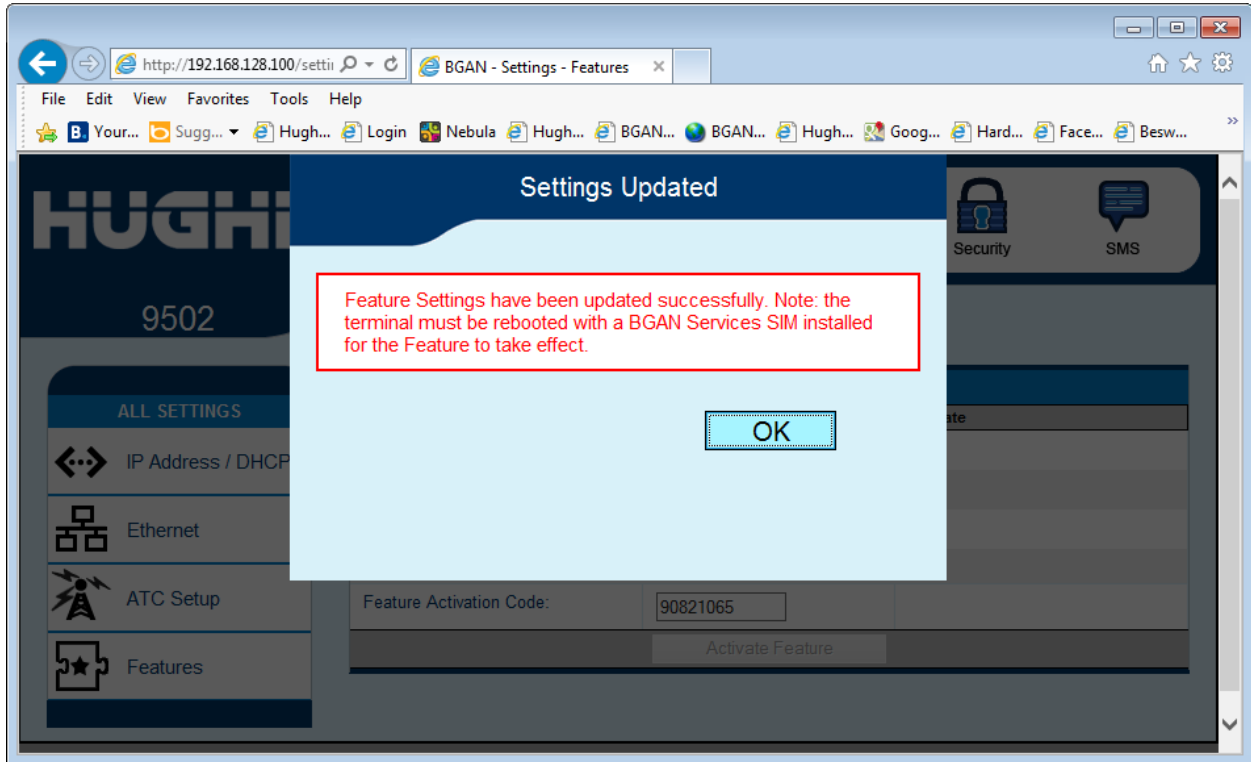 http://192.168.128.100/settin
BGAN - Settings - Features
File Edit View Favorites Tools Help
B. Your... Sugg... Hugh... Login Nebula Hugh... BGAN... BGAN... Hugh... Goog... Hard... Face... Besw... »
HUGH
Settings Updated
Security
SMS
9502
Feature Settings have been updated successfully. Note: the
terminal must be rebooted with a BGAN Services SIM installed
for the Feature to take effect.
ALL SETTINGS
ate
OK
IP Address / DHCP
Ethernet
ATC Setup
Feature Activation Code:
90821065
Activate Feature
Features